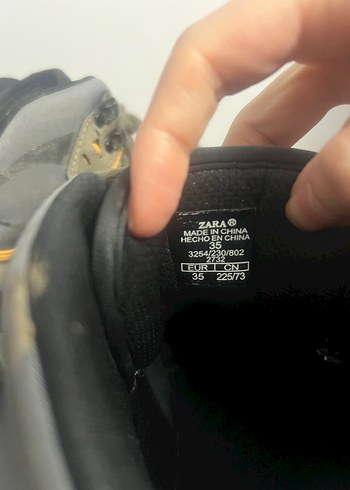 ZARA®
MADE IN CHINA
HECHO EN CHINA
35
3254/230/802
2732
EUR CN
35 225/73